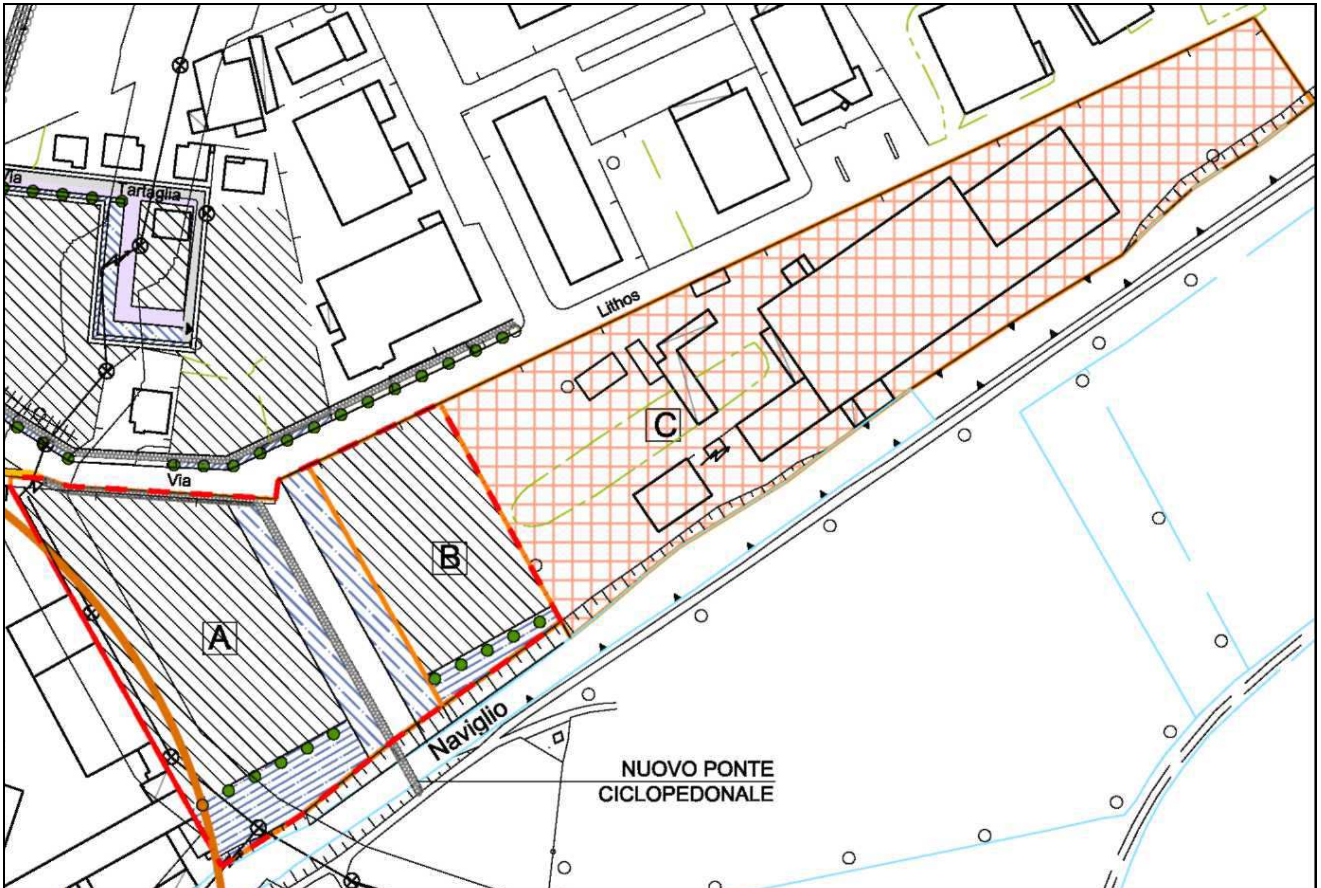 Via
Tartaglia
Lithos
C
Via
B
A
Naviglio
NUOVO PONTE
CICLOPEDONALE